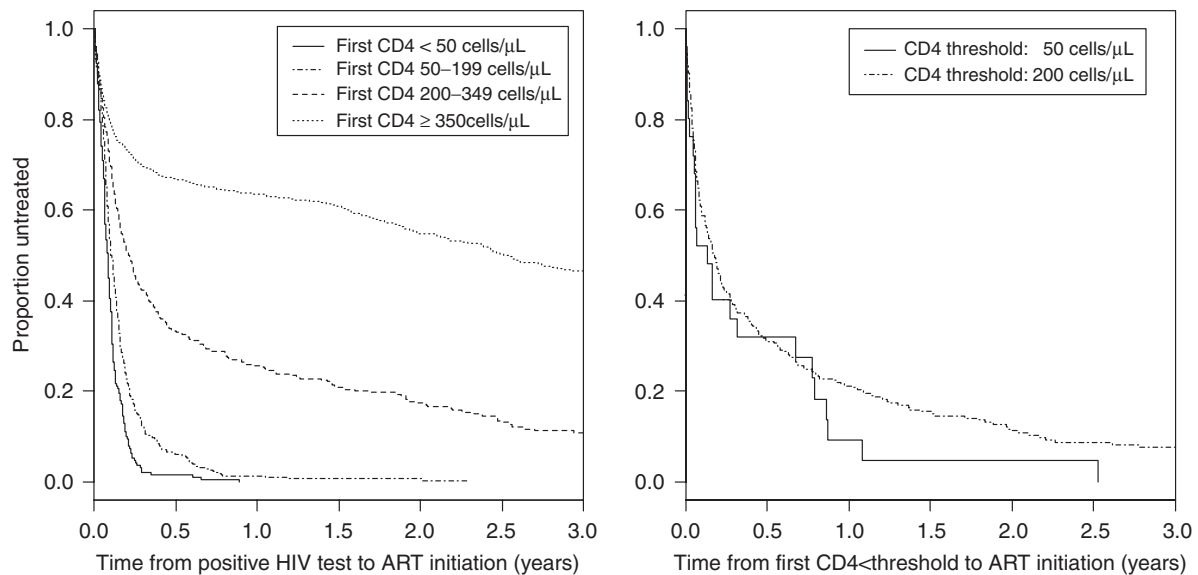 Proportion untreated
1.0
0.8
0.6
0.4
0.2
0.0
First CD4 < 50 cells/μL
First CD4 50–199 cells/μL
First CD4 200–349 cells/μL
First CD4 ≥ 350cells/μL
0.0 0.5 1.0 1.5 2.0 2.5 3.0
Time from positive HIV test to ART initiation (years)
1.0
0.8
0.6
0.4
0.2
0.0
CD4 threshold: 50 cells/μL
CD4 threshold: 200 cells/μL
0.0 0.5 1.0 1.5 2.0 2.5 3.0
Time from first CD4<threshold to ART initiation (years)